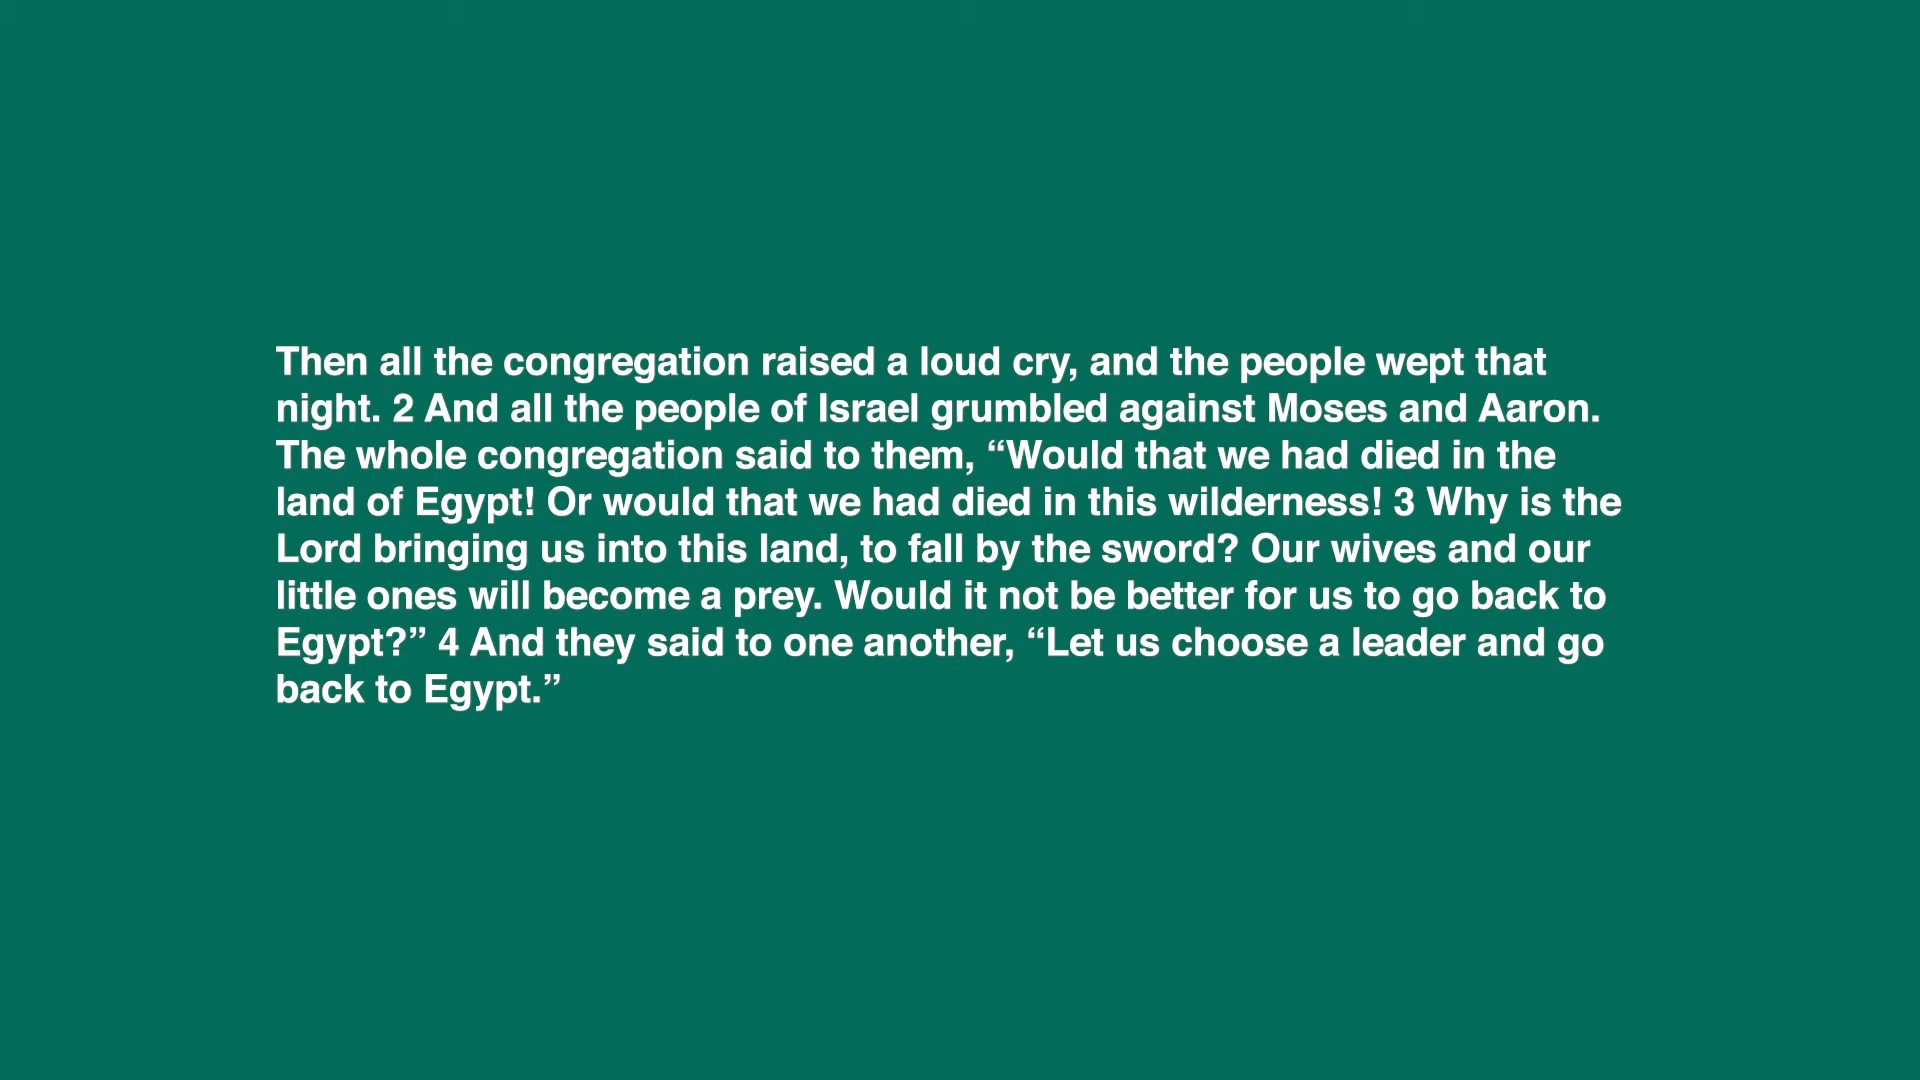 Then all the congregation raised a loud cry, and the people wept that
night. 2 And all the people of Israel grumbled against Moses and Aaron.
The whole congregation said to them, “Would that we had died in the
land of Egypt! Or would that we had died in this wilderness! 3 Why is the
Lord bringing us into this land, to fall by the sword? Our wives and our
little ones will become a prey. Would it not be better for us to go back to
Egypt?” 4 And they said to one another, “Let us choose a leader and go
back to Egypt.”